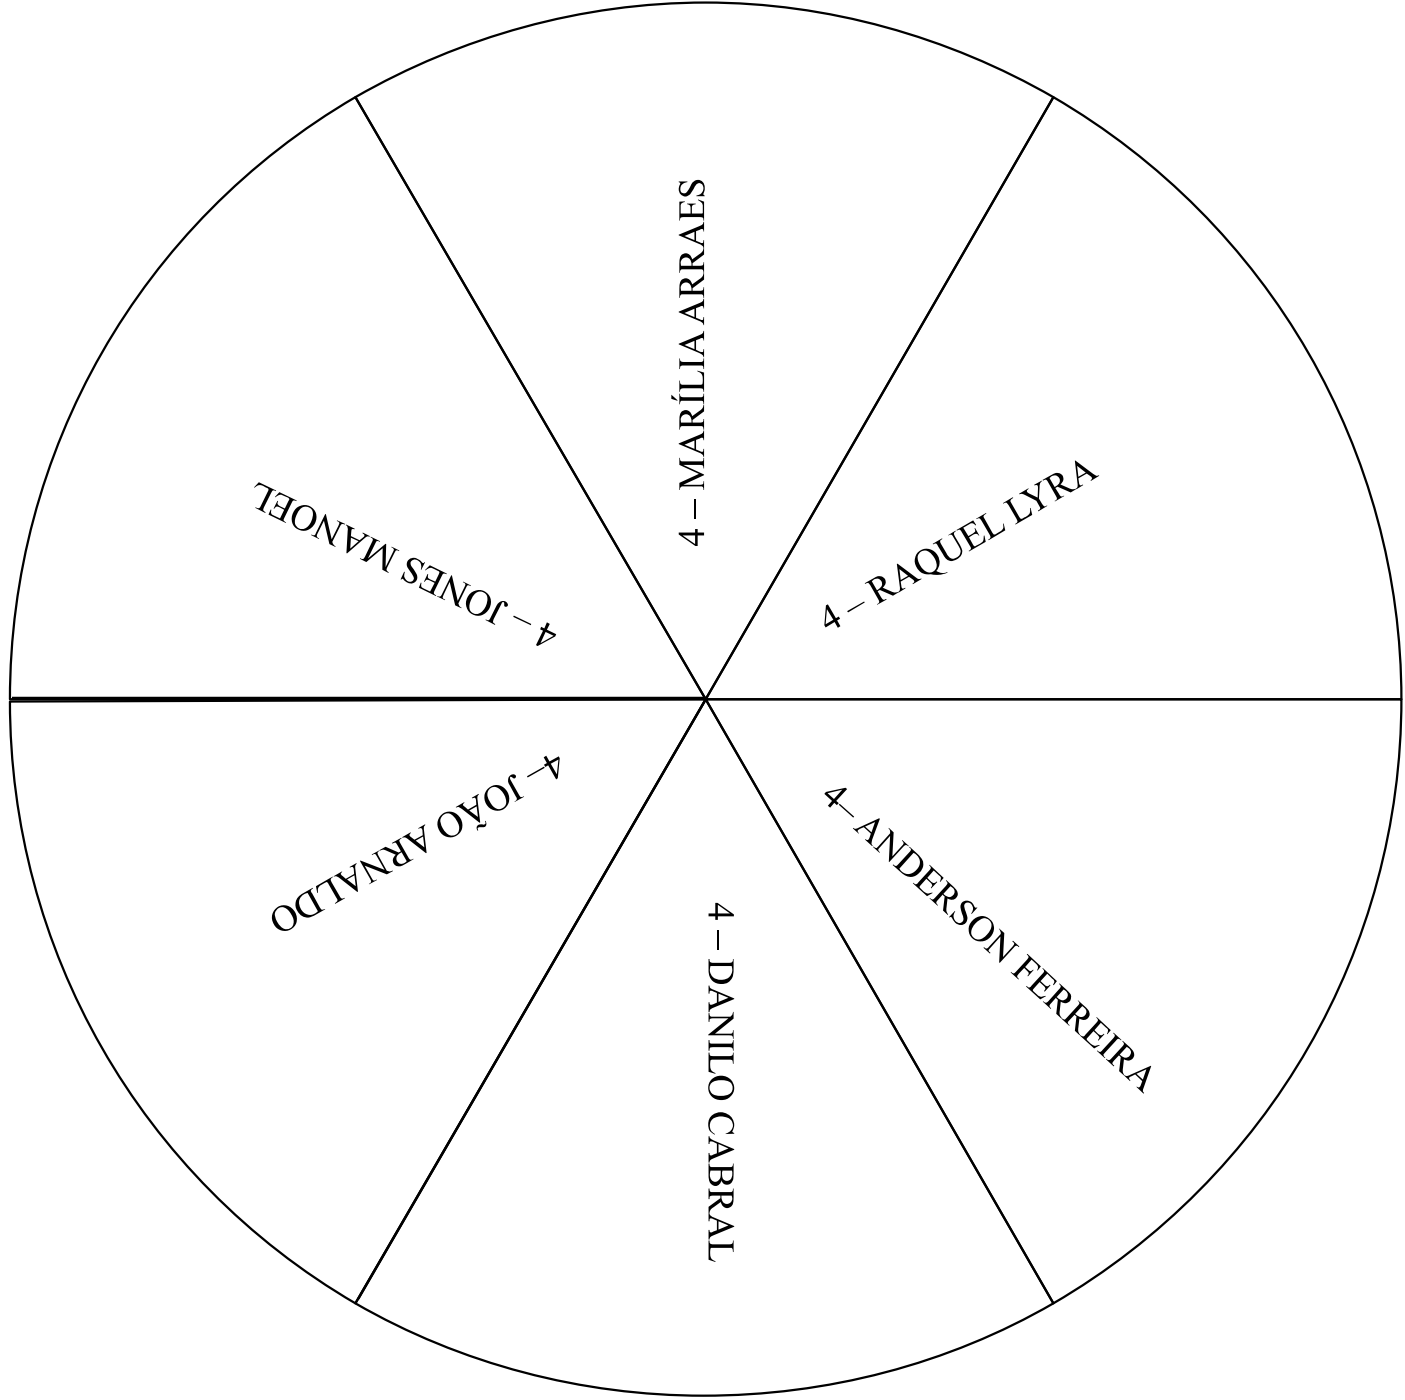 4 – MARÍLIA ARRAES
4 – RAQUEL LYRA
4– ANDERSON FERREIRA
4 – DANILO CABRAL
4– JOÃO ARNALDO
4 – JONES MANOEL